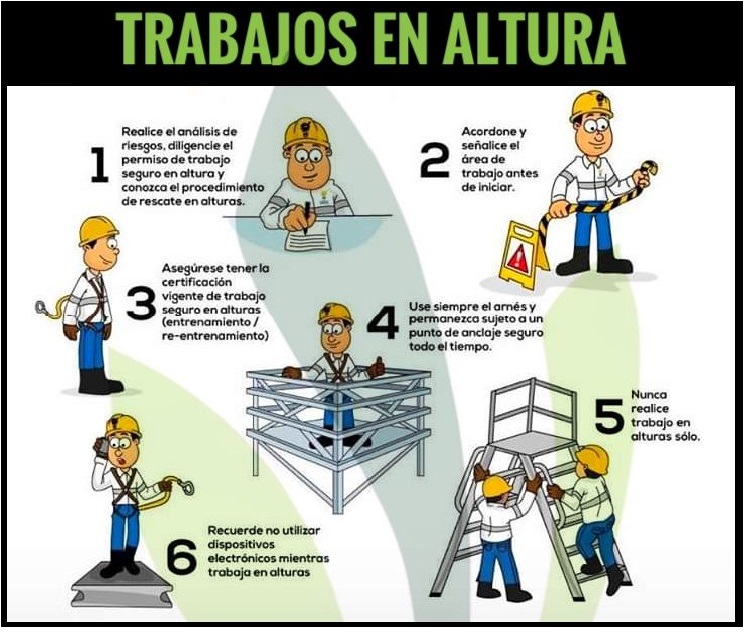 TRABAJOS EN ALTURA
1
Realice el análisis de
riesgos, diligencie el
permiso de trabajo
seguro en altura y
conozca el procedimiento
de rescate en alturas.
2
Acordone y
señalice el
área de
trabajo antes
de iniciar.
3
Asegúrese tener la
certificación
vigente de trabajo
seguro en alturas
(entrenamiento /
re-entrenamiento)
4
Use siempre el arnés y
permanezca sujeto a un
punto de anclaje seguro
todo el tiempo.
5
Nunca
realice
trabajo en
alturas sólo.
6
Recuerde no utilizar
dispositivos
electrónicos mientras
trabaja en alturas